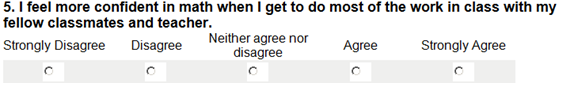 5. I feel more confident in math when I get to do most of the work in class with my
fellow classmates and teacher.
Strongly Disagree Disagree Neither agree nor disagree Agree Strongly Agree